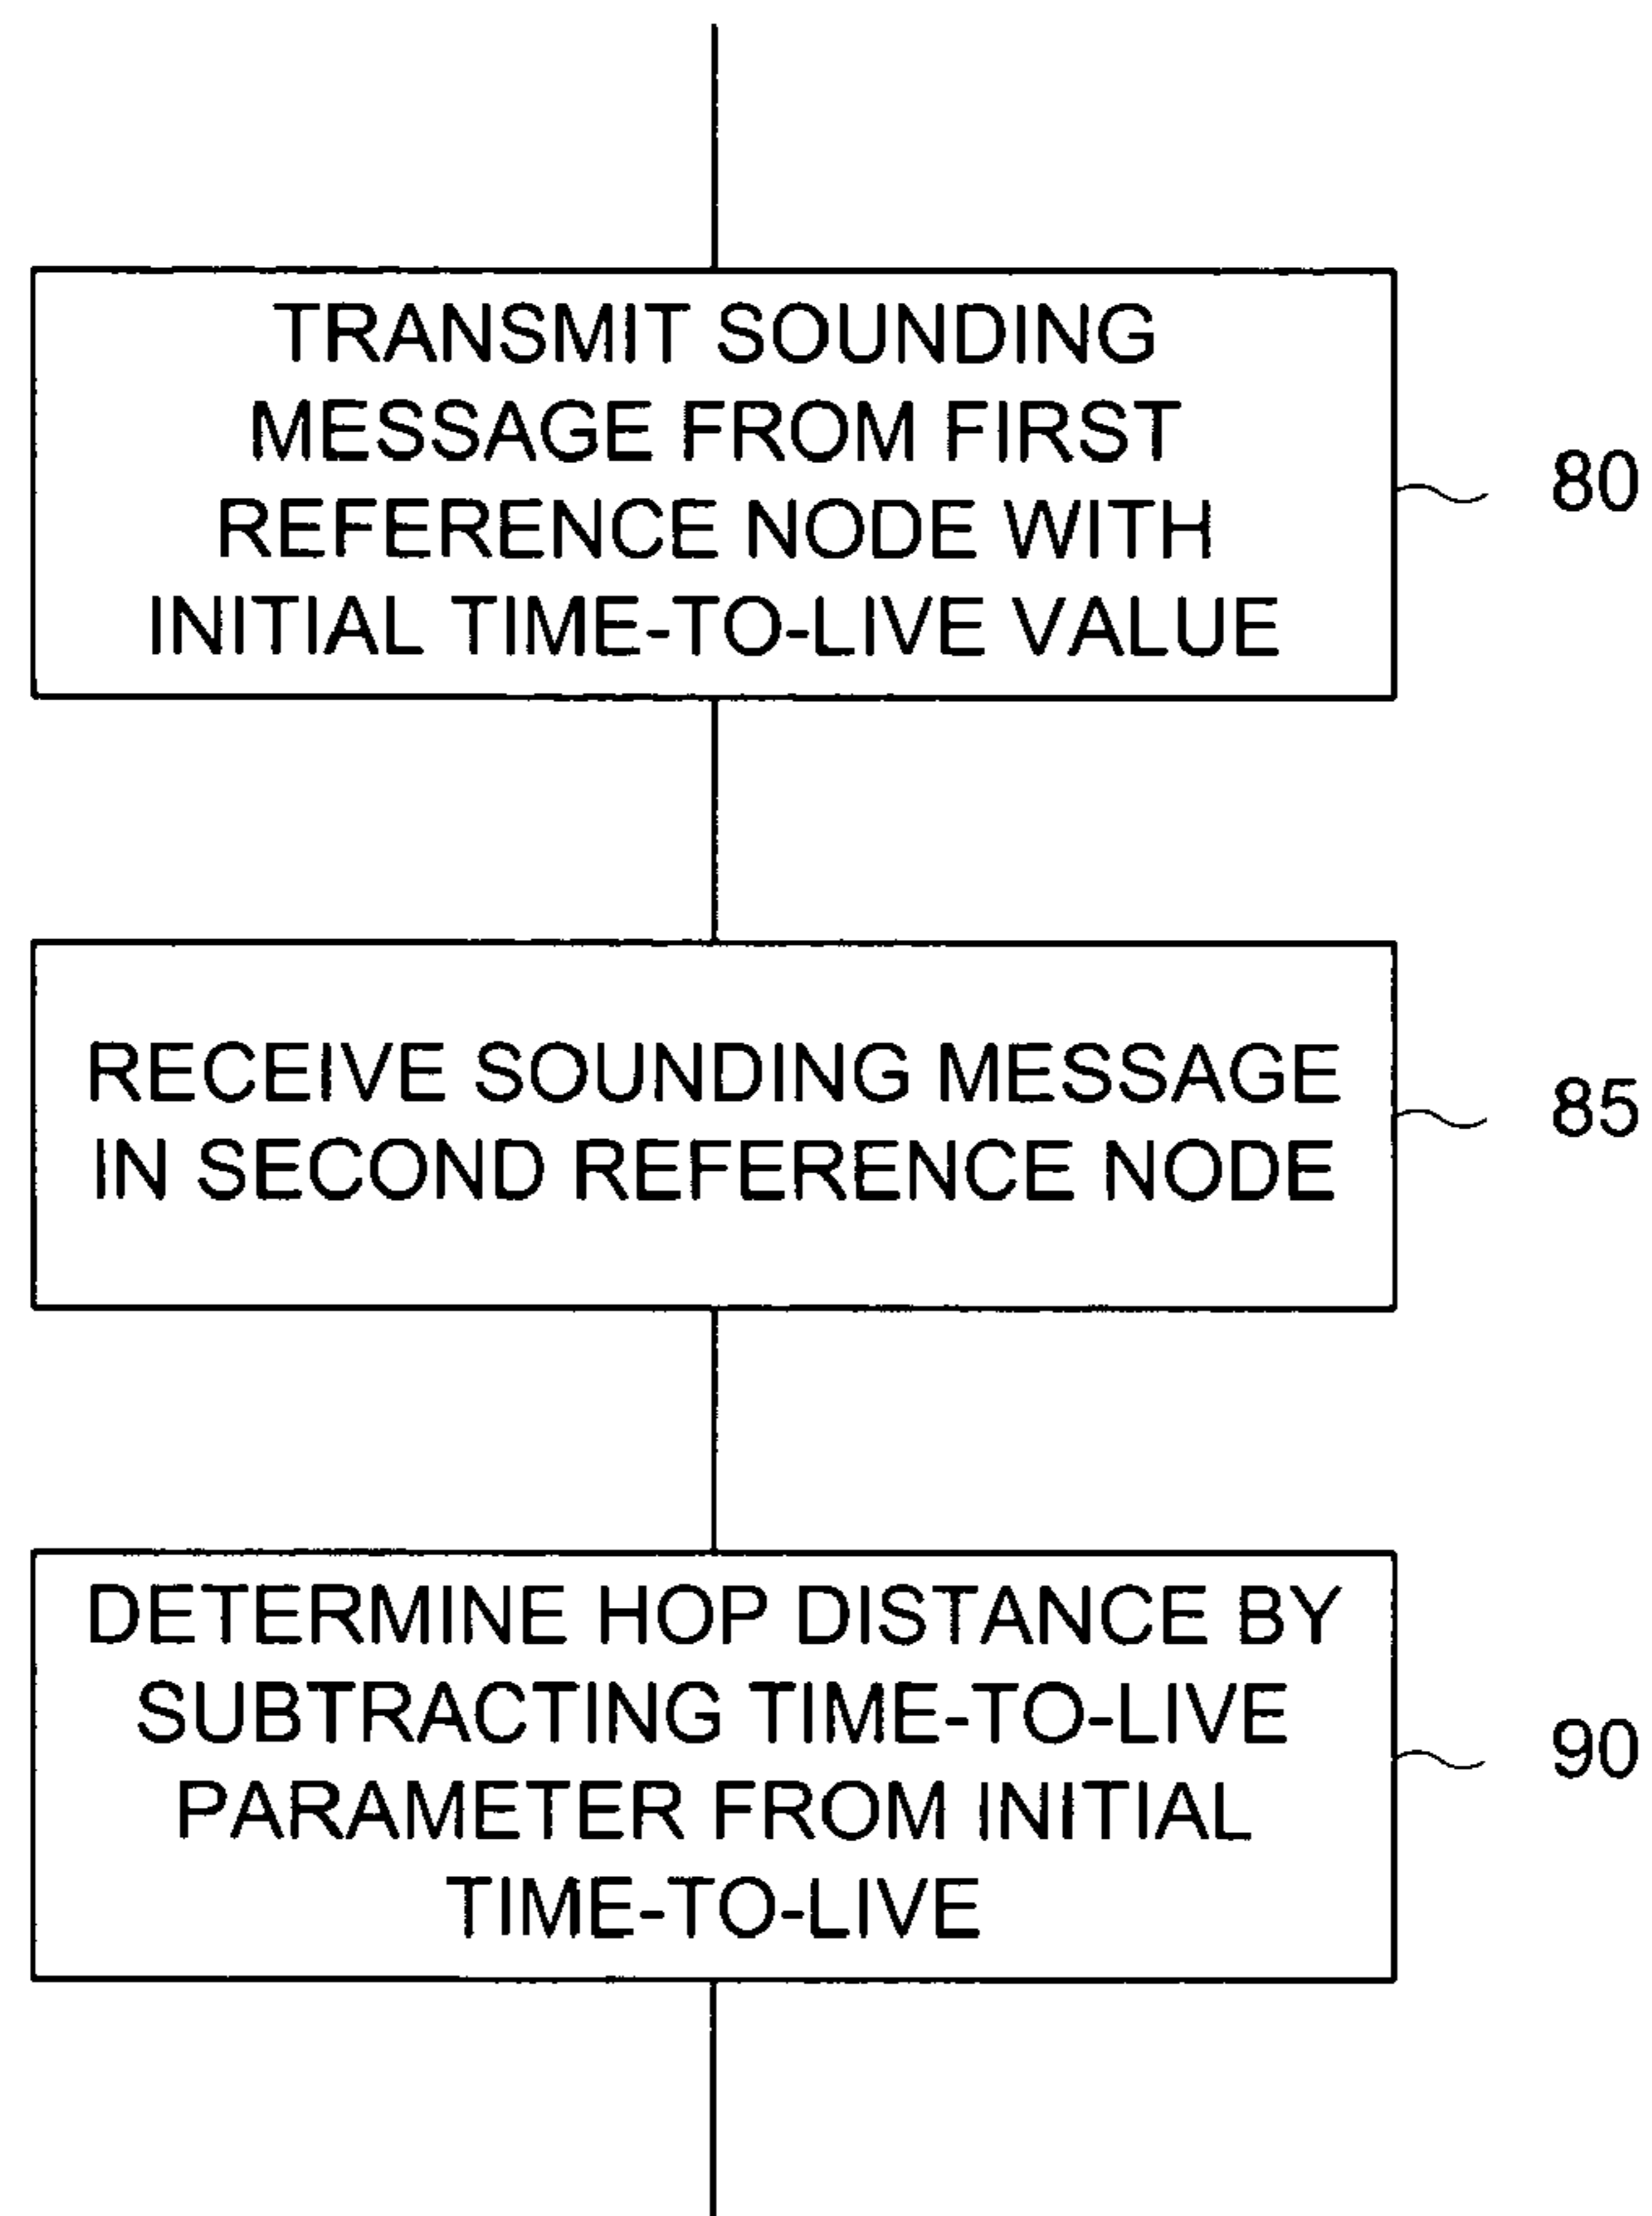 TRANSMIT SOUNDING
MESSAGE FROM FIRST
REFERENCE NODE WITH
INITIAL TIME-TO-LIVE VALUE
80
RECEIVE SOUNDING MESSAGE
IN SECOND REFERENCE NODE
85
DETERMINE HOP DISTANCE BY
SUBTRACTING TIME-TO-LIVE
PARAMETER FROM INITIAL
TIME-TO-LIVE
90